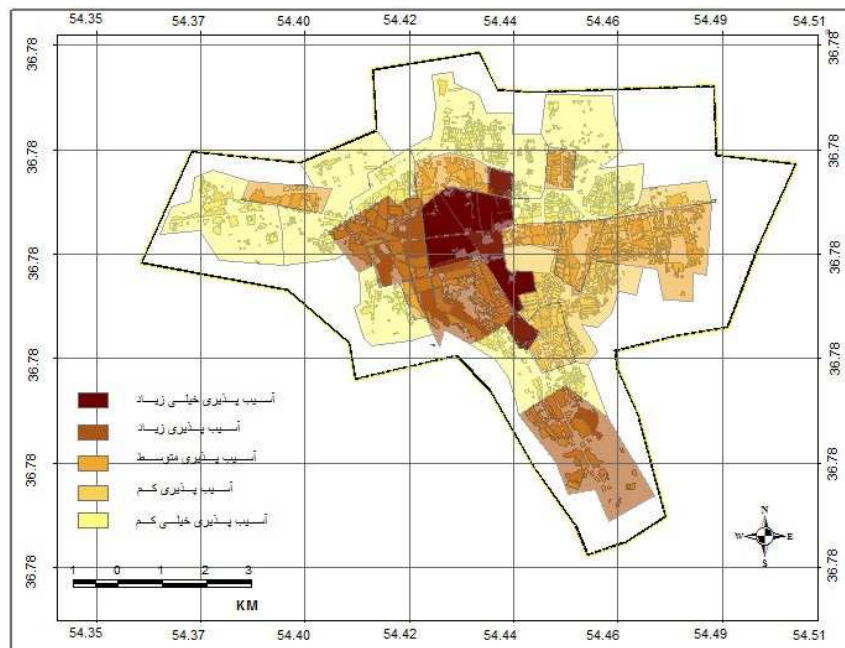 54.35 54.37 54.40 54.42 54.44 54.46 54.49 54.51
36.78 36.78
36.78 36.78
36.78 36.78
36.78 36.78
36.78 36.78
36.78 36.78
آسیب پذیری خیلی زیاد
آسیب پذیری زیاد
آسیب پذیری متوسط
آسیب پذیری کم
آسیب پذیری خیلی کم
1 0 1 2 3
KM
N
W E
S
54.35 54.37 54.40 54.42 54.44 54.46 54.49 54.51